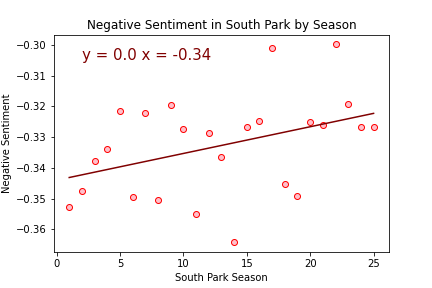 Negative Sentiment in South Park by Season
y = 0.0 x = -0.34
Negative Sentiment
−0.30
−0.31
−0.32
−0.33
−0.34
−0.35
−0.36
0 5 10 15 20 25
South Park Season